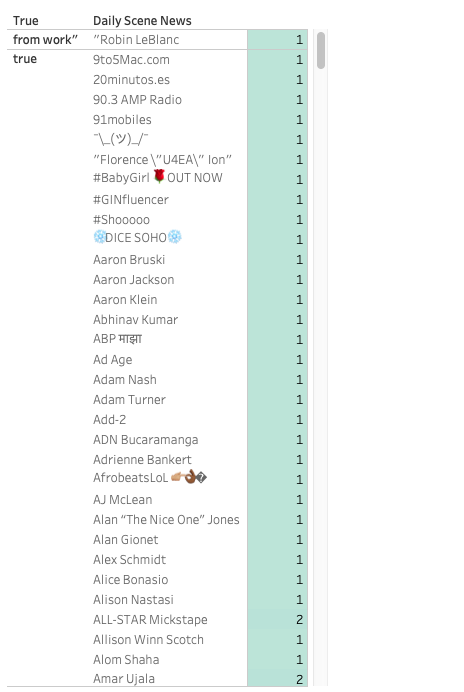 True Daily Scene News
from work” ”Robin LeBlanc 1
true 9to5Mac.com 1
20minutos.es 1
90.3 AMP Radio 1
91mobiles 1
¯\_(ツ)_/¯ 1
”Florence \”U4EA\” Ion” 1
#BabyGirl 🌹OUT NOW 1
#GINfluencer 1
#Shooooo 1
❄DICE SOHO❄ 1
Aaron Bruski 1
Aaron Jackson 1
Aaron Klein 1
Abhinav Kumar 1
ABP माझा 1
Ad Age 1
Adam Nash 1
Adam Turner 1
Add-2 1
ADN Bucaramanga 1
Adrienne Bankert 1
AfrobeatsLoL 👉🏼👌🏾� 1
AJ McLean 1
Alan “The Nice One” Jones 1
Alan Gionet 1
Alex Schmidt 1
Alice Bonasio 1
Alison Nastasi 1
ALL-STAR Mickstape 2
Allison Winn Scotch 1
Alom Shaha 1
Amar Ujala 2